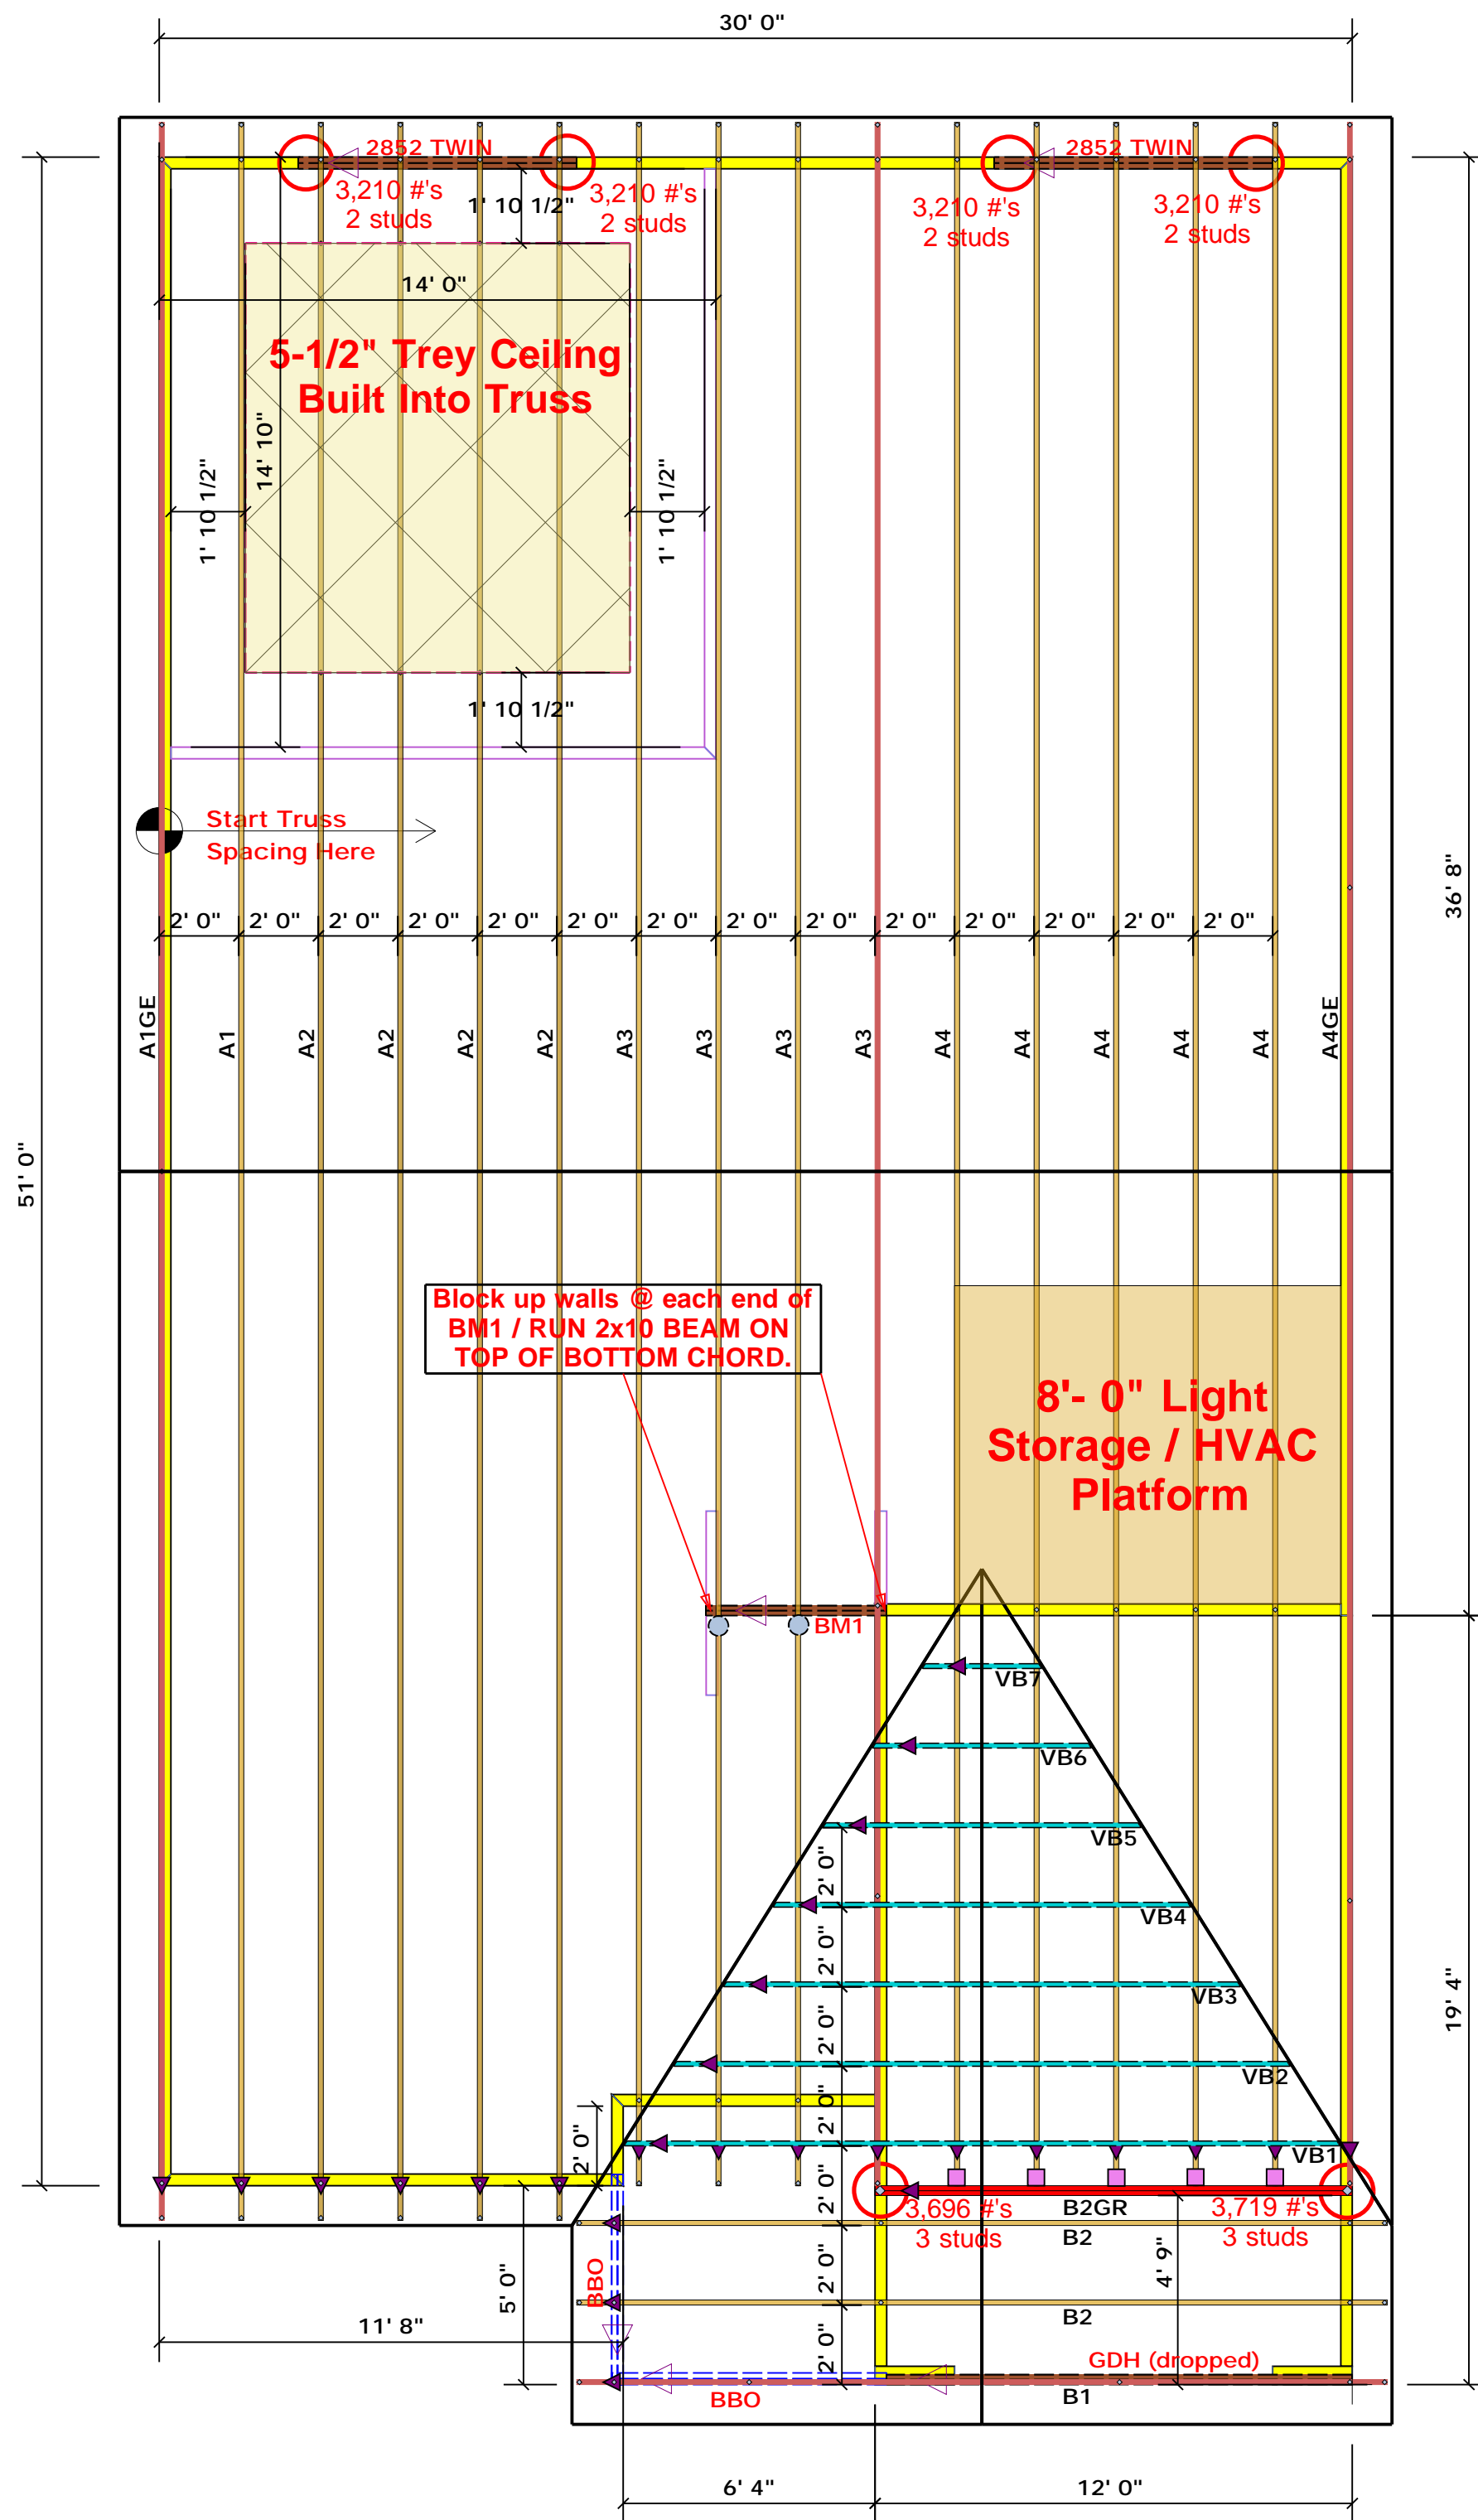 30' 0"
2852 TWIN
2852 TWIN
3,210 #'s
2 studs
1' 10 1/2"
3,210 #'s
2 studs
3,210 #'s
2 studs
3,210 #'s
2 studs
14' 0"
5-1/2" Trey Ceiling
Built Into Truss
14' 10"
1' 10 1/2"
1' 10 1/2"
1' 10 1/2"
Start Truss
Spacing Here
36' 8"
2' 0"
2' 0"
2' 0"
2' 0"
2' 0"
2' 0"
2' 0"
2' 0"
2' 0"
2' 0"
2' 0"
2' 0"
2' 0"
2' 0"
A1GE
A1
A2
A2
A2
A2
A3
A3
A3
A3
A4
A4
A4
A4
A4
A4GE
51' 0"
Block up walls @ each end of
BM1 / RUN 2x10 BEAM ON
TOP OF BOTTOM CHORD.
8'- 0" Light
Storage / HVAC
Platform
BM1
VB7
VB6
VB5
2' 0"
VB4
2' 0"
VB3
19' 4"
2' 0"
VB2
2' 0"
2' 0"
VB1
2' 0"
3,696 #'s
3 studs
B2GR
3,719 #'s
3 studs
B2
BBO
5' 0"
2' 0"
4' 9"
B2
11' 8"
2' 0"
GDH (dropped)
BBO
B1
6' 4"
12' 0"